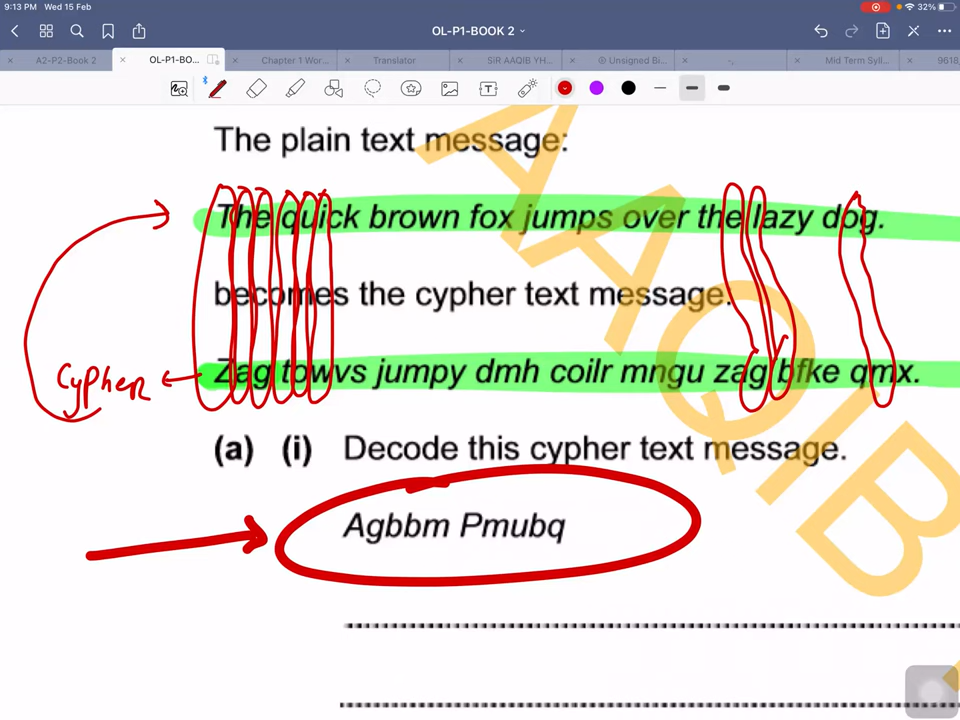 9:13 PM Wed 15 Feb
32%
OL-P1-BOOK 2
A2-P2-Book 2
OL-P1-BO...
Chapter 1 Wor...
Translator
SiR AAQIB YH...
Unsigned Bi...
Mid Term Syll...
9618
The plain text message:
The quick brown fox jumps over the lazy dog.
becomes the cypher text message:
Cypher
Zag towvs jumpy dmh coilr mngu zag bfke qmx.
(a) (i) Decode this cypher text message.
Agbbm Pmubq
AAQIB